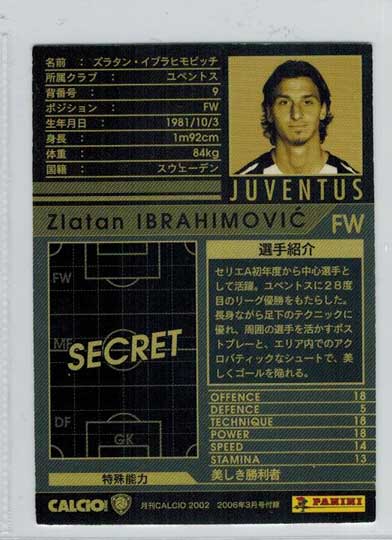 名前 : ズラタン・イブラヒモビッチ
所属クラブ : ユベントス
背番号 : 9
ポジション : FW
生年月日 : 1981/10/3
身長 : 1m92cm
体重 : 84kg
国籍 : スウェーデン
JUVENTUS
Zlatan IBRAHIMOVIĆ FW
FW
MF
DF
GK
SECRET
特殊能力
選手紹介
セリエA初年度から中心選手と
して活躍。ユベントスに28度
目のリーグ優勝をもたらした。
長身ながら足下のテクニックに
優れ、周囲の選手を活かすポス
トプレーと、エリア内でのアク
ロバティックなシュートで、美
しくゴールを陥れる。
OFFENCE 18
DEFENCE 5
TECHNIQUE 18
POWER 18
SPEED 14
STAMINA 13
美しき勝利者
CALCIO 月刊CALCIO 2002 2006年3月号付録 PANINI